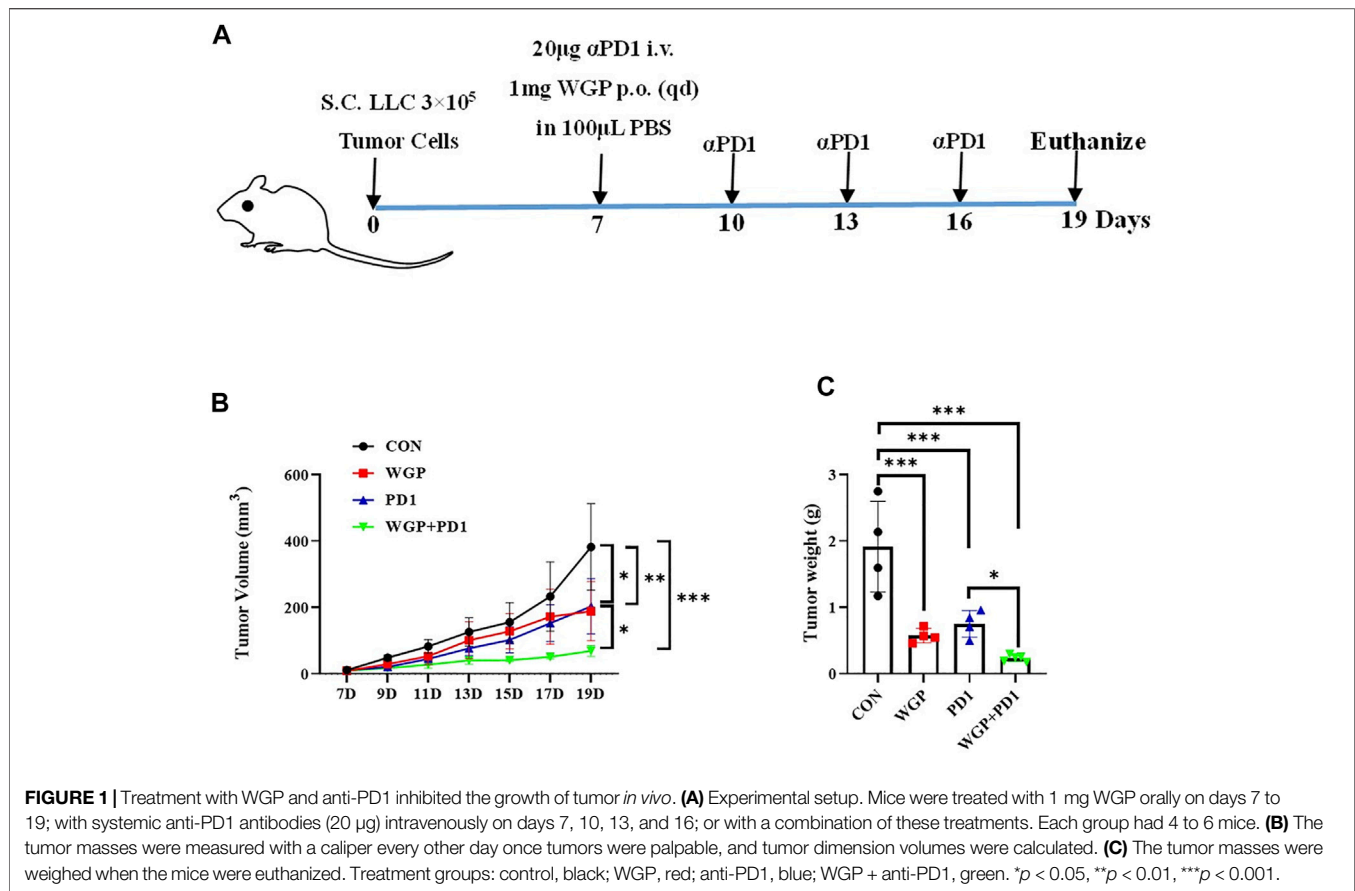 A
20μg αPD1 i.v.
1mg WGP p.o. (qd)
in 100μL PBS
S.C. LLC 3×10⁵
Tumor Cells
αPD1
αPD1
αPD1
Euthanize
0
7
10
13
16
19 Days
B
CON
WGP
PD1
WGP+PD1
Tumor Volume (mm³)
600
400
200
0
7D 9D 11D 13D 15D 17D 19D
*
**
***
*
C
***
***
***
*
Tumor weight (g)
3
2
1
0
CON
WGP
PD1
WGP+PD1
FIGURE 1 | Treatment with WGP and anti-PD1 inhibited the growth of tumor in vivo. (A) Experimental setup. Mice were treated with 1 mg WGP orally on days 7 to
19; with systemic anti-PD1 antibodies (20 μg) intravenously on days 7, 10, 13, and 16; or with a combination of these treatments. Each group had 4 to 6 mice. (B) The
tumor masses were measured with a caliper every other day once tumors were palpable, and tumor dimension volumes were calculated. (C) The tumor masses were
weighed when the mice were euthanized. Treatment groups: control, black; WGP, red; anti-PD1, blue; WGP + anti-PD1, green. *p < 0.05, **p < 0.01, ***p < 0.001.